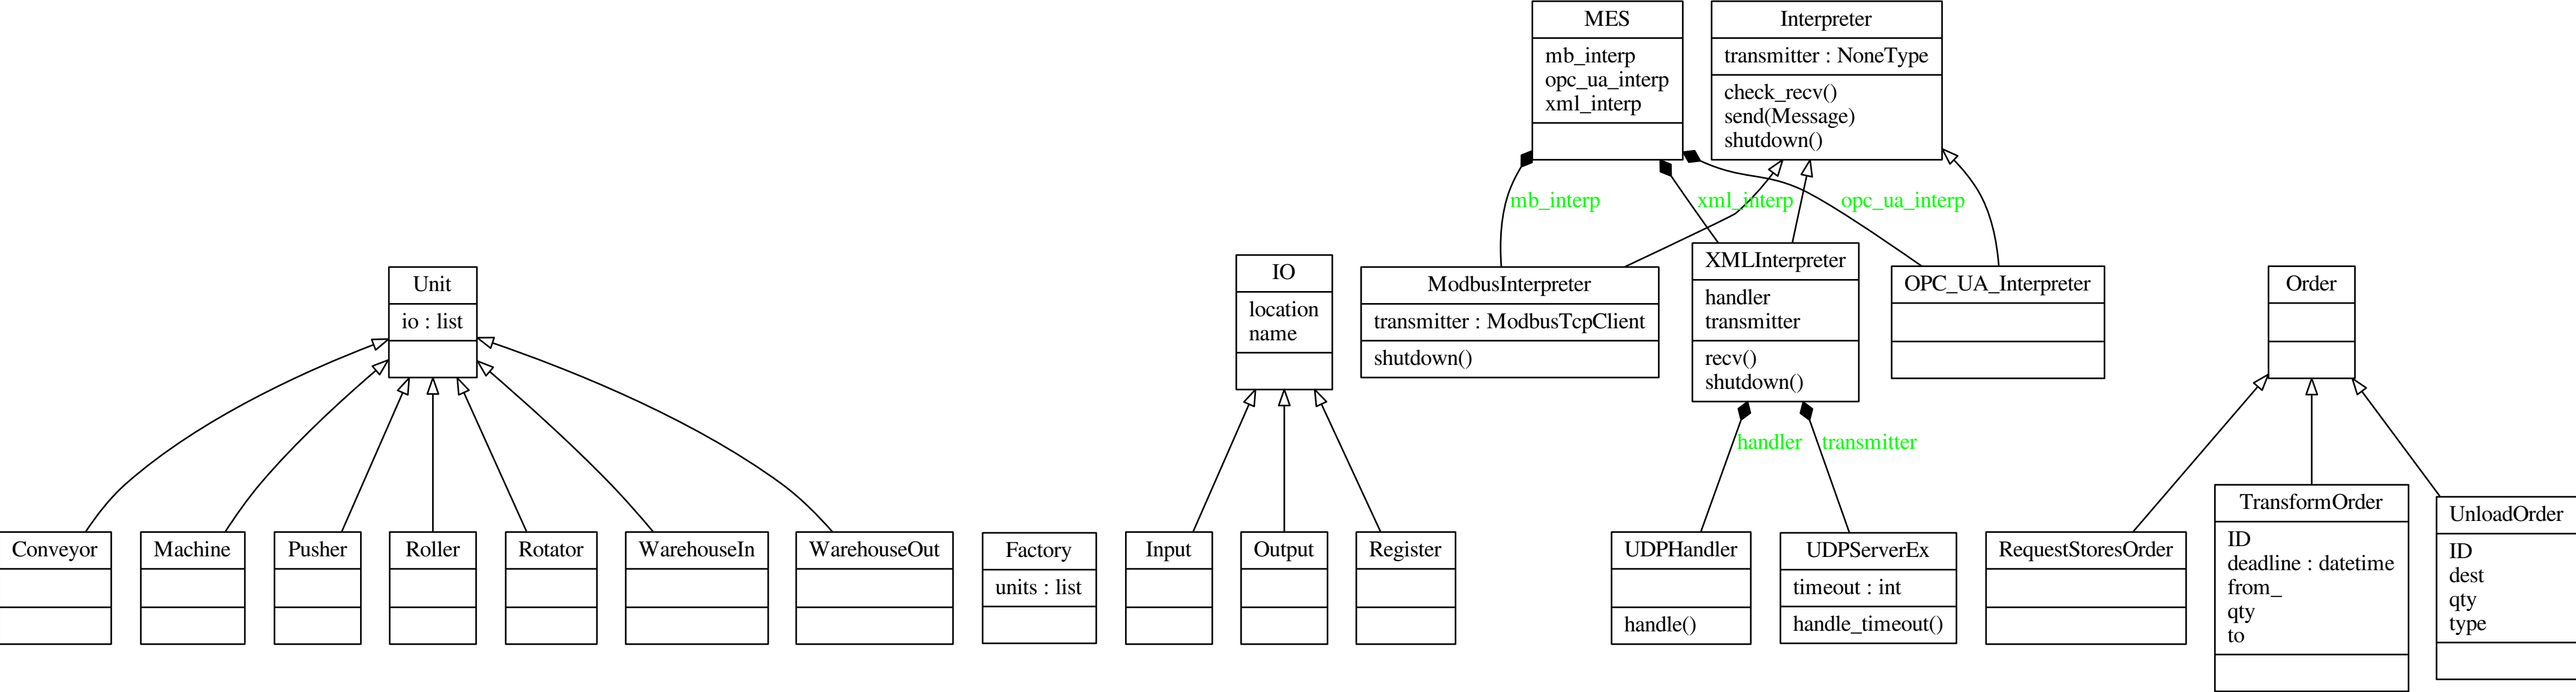 MES
mb_interp
opc_ua_interp
xml_interp
Interpreter
transmitter : NoneType
check_recv()
send(Message)
shutdown()
mb_interp
xml_interp
opc_ua_interp
Unit
io : list
IO
location
name
ModbusInterpreter
transmitter : ModbusTcpClient
shutdown()
XMLInterpreter
handler
transmitter
recv()
shutdown()
OPC_UA_Interpreter
Order
handler
transmitter
Conveyor
Machine
Pusher
Roller
Rotator
WarehouseIn
WarehouseOut
Factory
units : list
Input
Output
Register
UDPHandler
handle()
UDPServerEx
timeout : int
handle_timeout()
RequestStoresOrder
TransformOrder
ID
deadline : datetime
from_
qty
to
UnloadOrder
ID
dest
qty
type